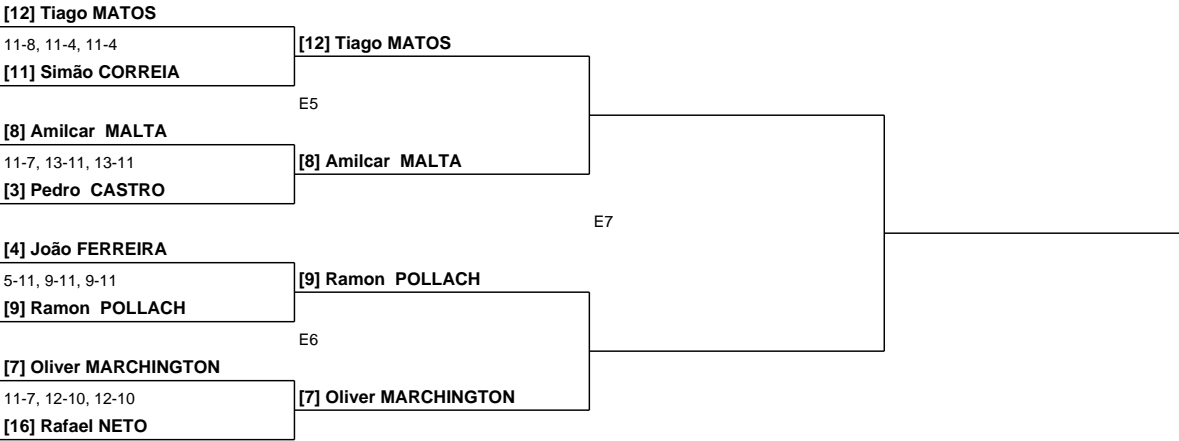 [12] Tiago MATOS
11-8, 11-4, 11-4
[12] Tiago MATOS
[11] Simão CORREIA
E5
[8] Amilcar  MALTA
11-7, 13-11, 13-11
[8] Amilcar  MALTA
[3] Pedro  CASTRO
E7
[4] João FERREIRA
5-11, 9-11, 9-11
[9] Ramon  POLLACH
[9] Ramon  POLLACH
E6
[7] Oliver MARCHINGTON
11-7, 12-10, 12-10
[7] Oliver MARCHINGTON
[16] Rafael NETO